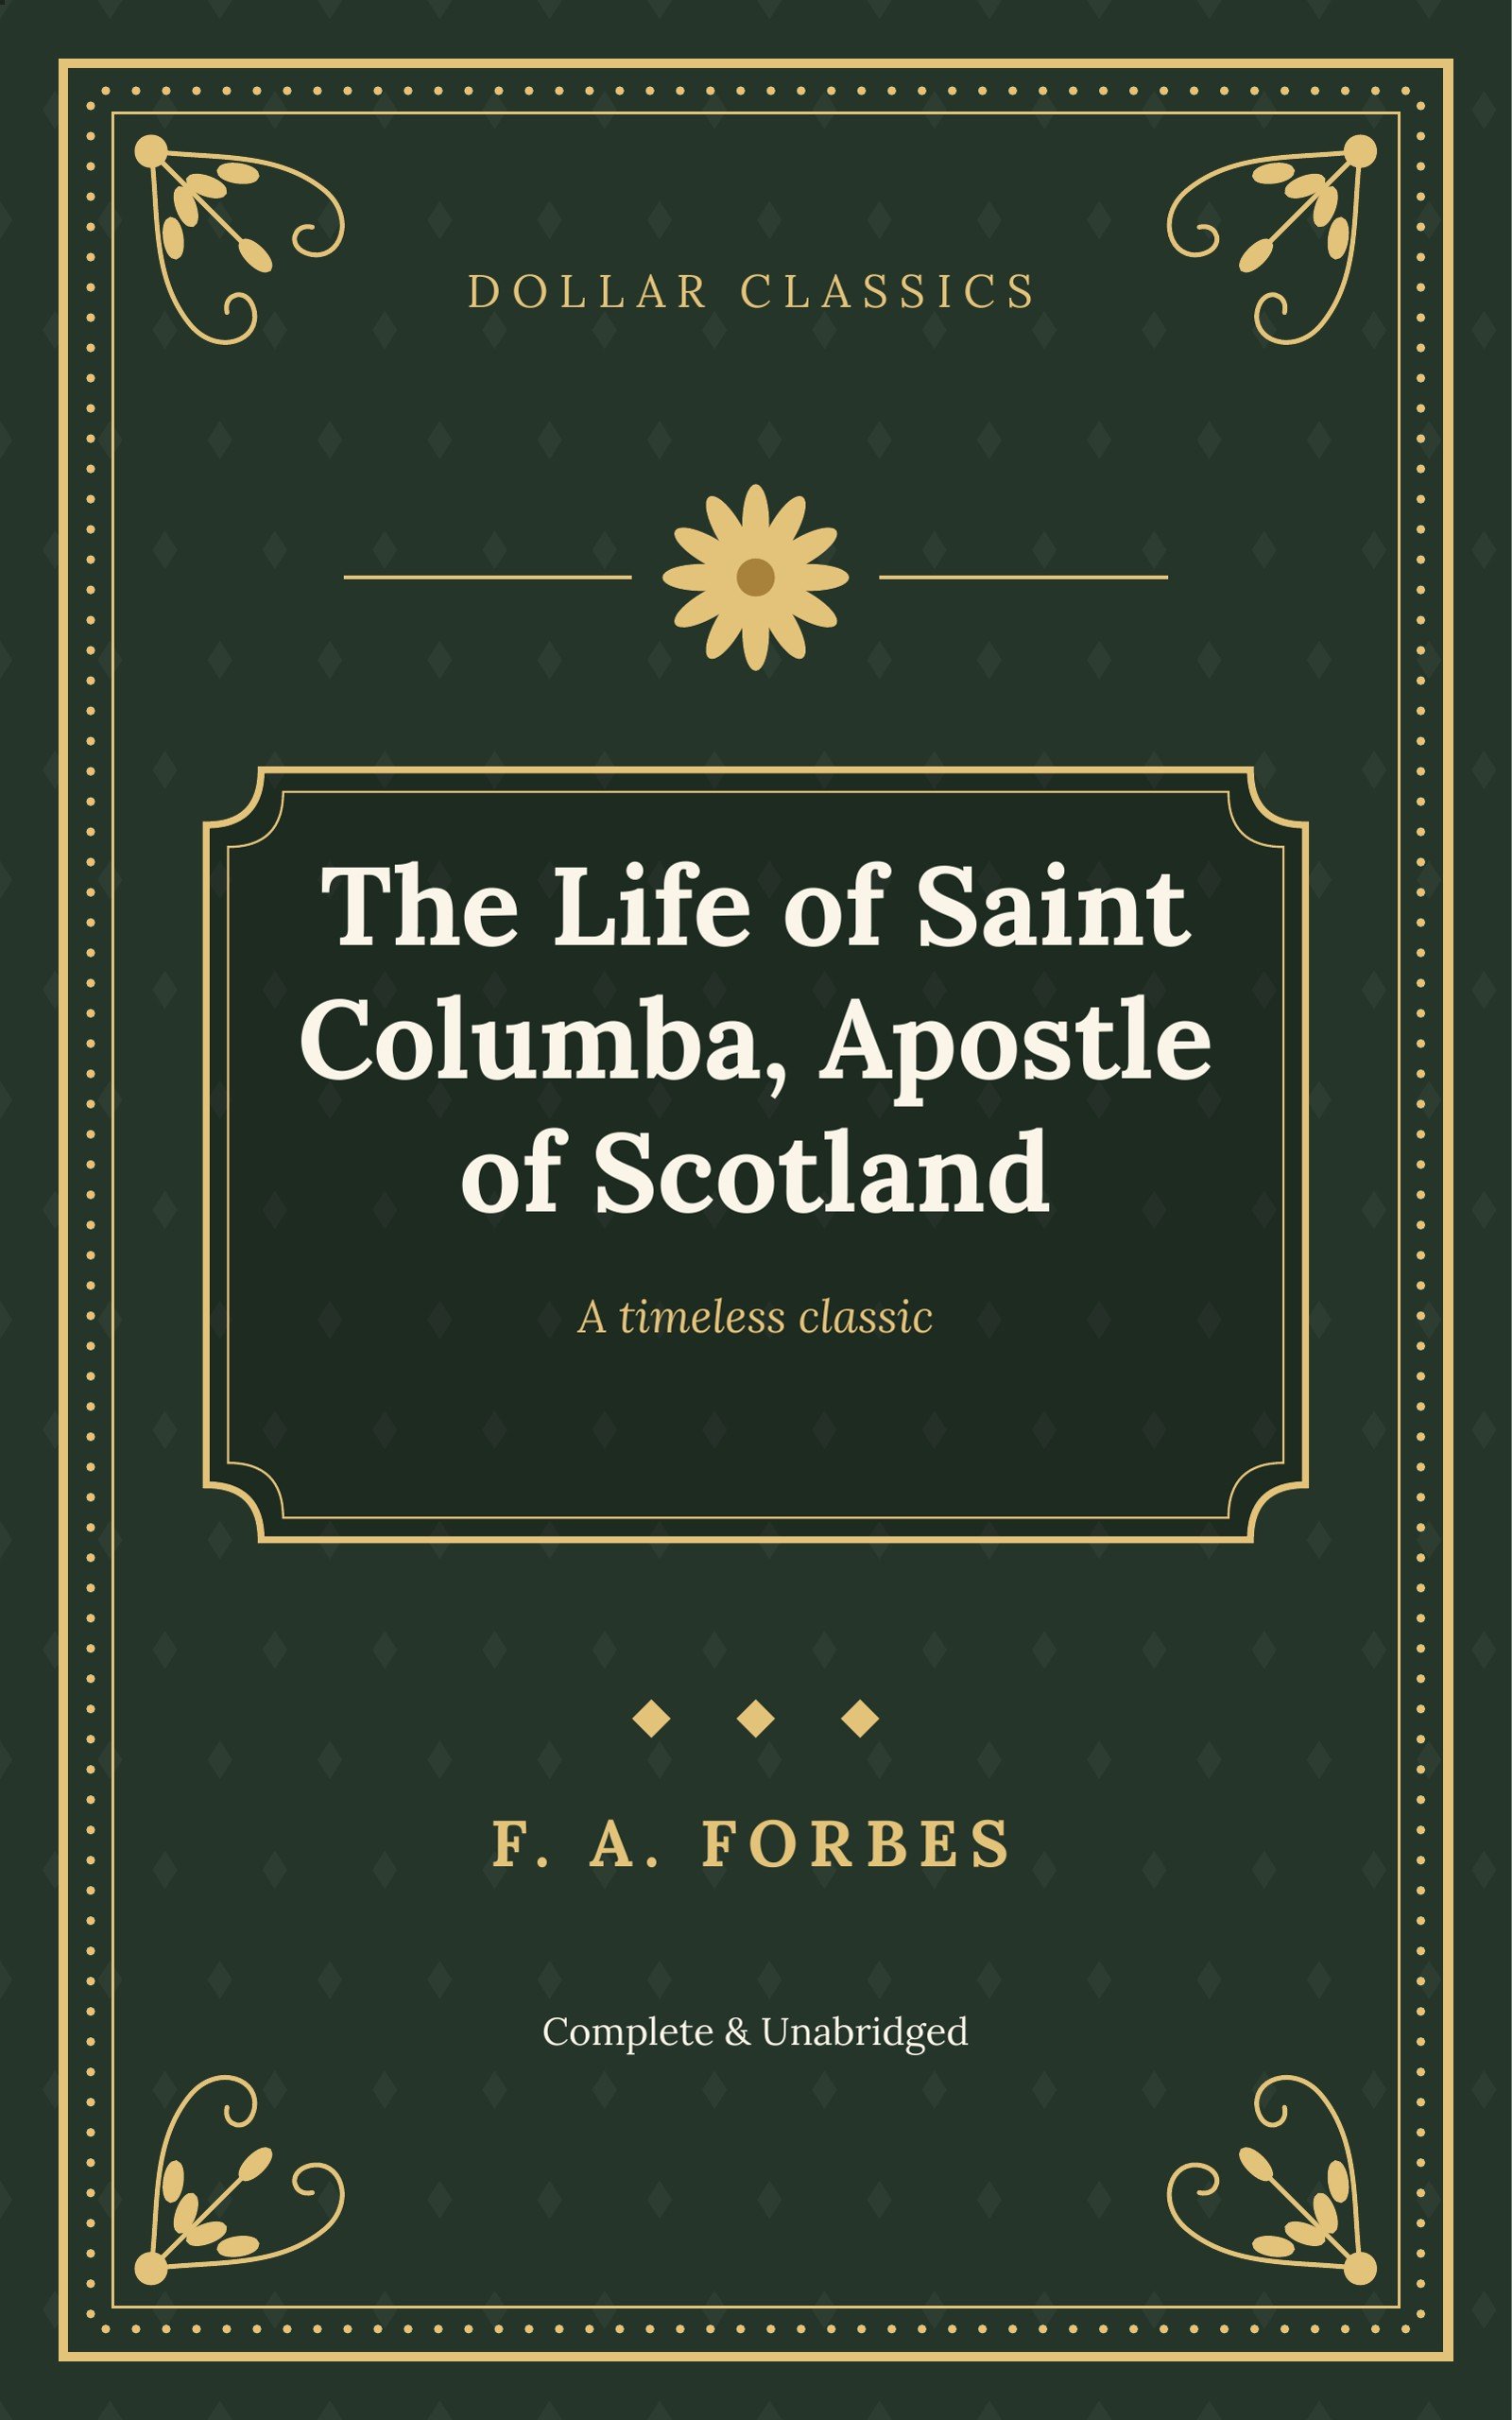 DOLLAR CLASSICS
The Life of Saint
Columba, Apostle
of Scotland
A timeless classic
F. A. FORBES
Complete & Unabridged